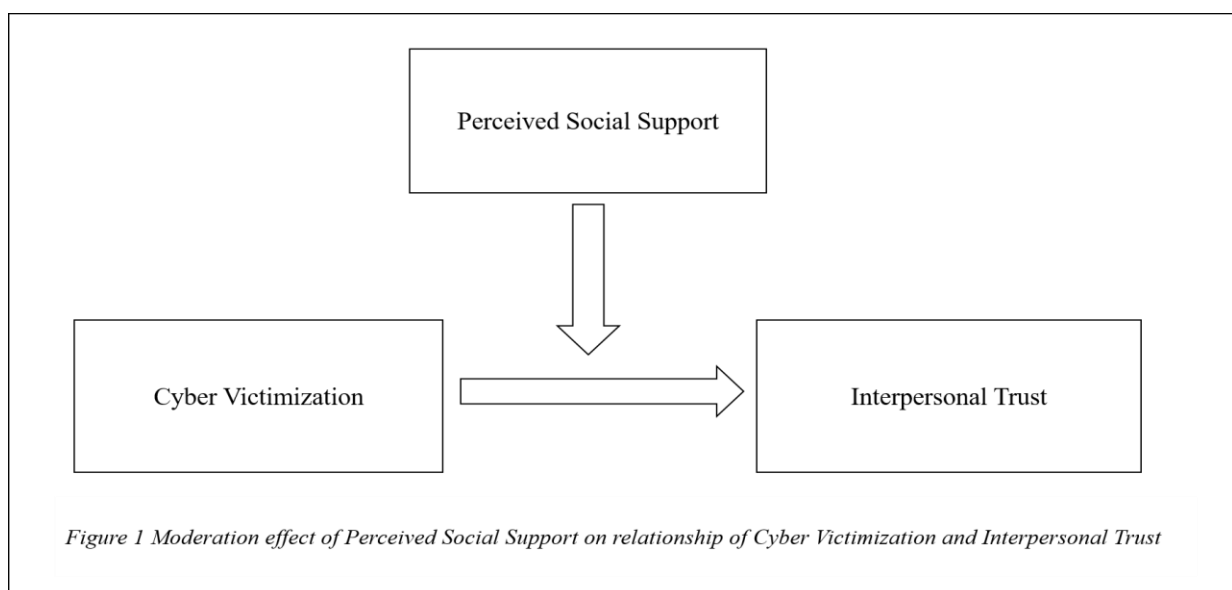 Perceived Social Support
Cyber Victimization
Interpersonal Trust
Figure 1 Moderation effect of Perceived Social Support on relationship of Cyber Victimization and Interpersonal Trust